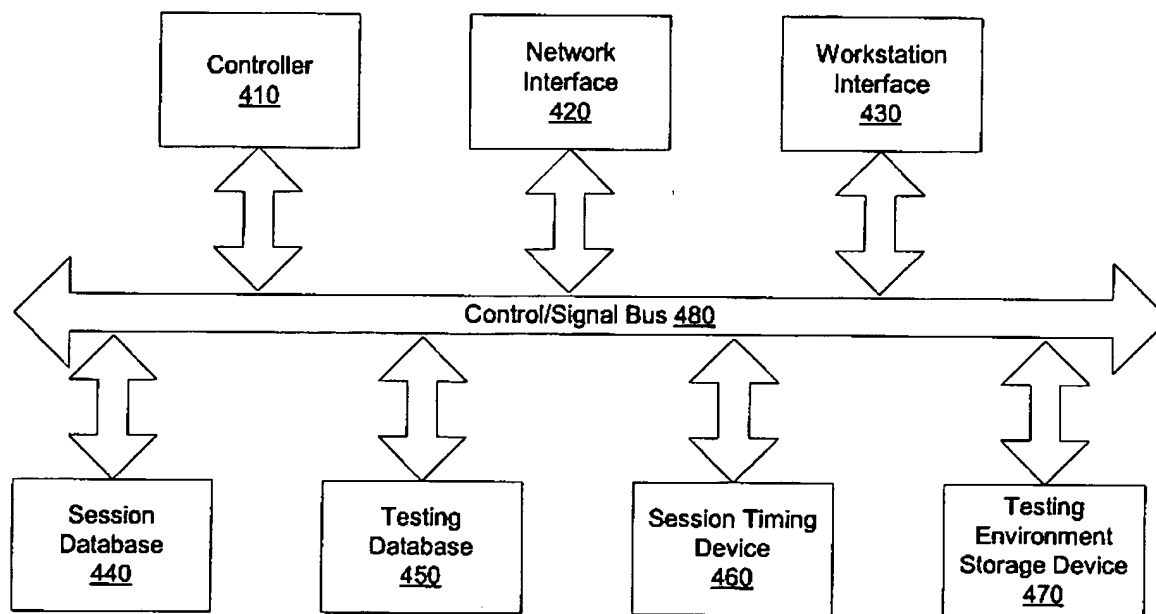 Controller
410
Network
Interface
420
Workstation
Interface
430
Control/Signal Bus 480
Session
Database
440
Testing
Database
450
Session Timing
Device
460
Testing
Environment
Storage Device
470